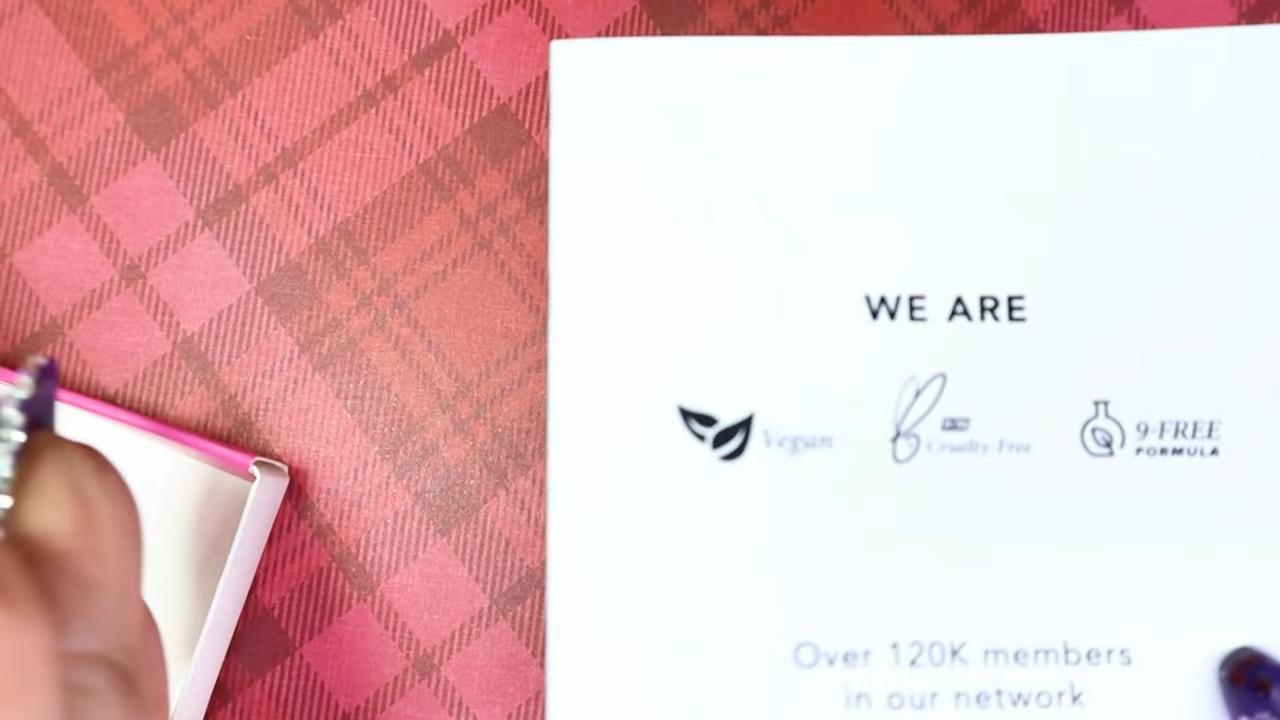 WE ARE
Vegan
Cruelty-Free
9-FREE
FORMULA
Over 120K members
in our network